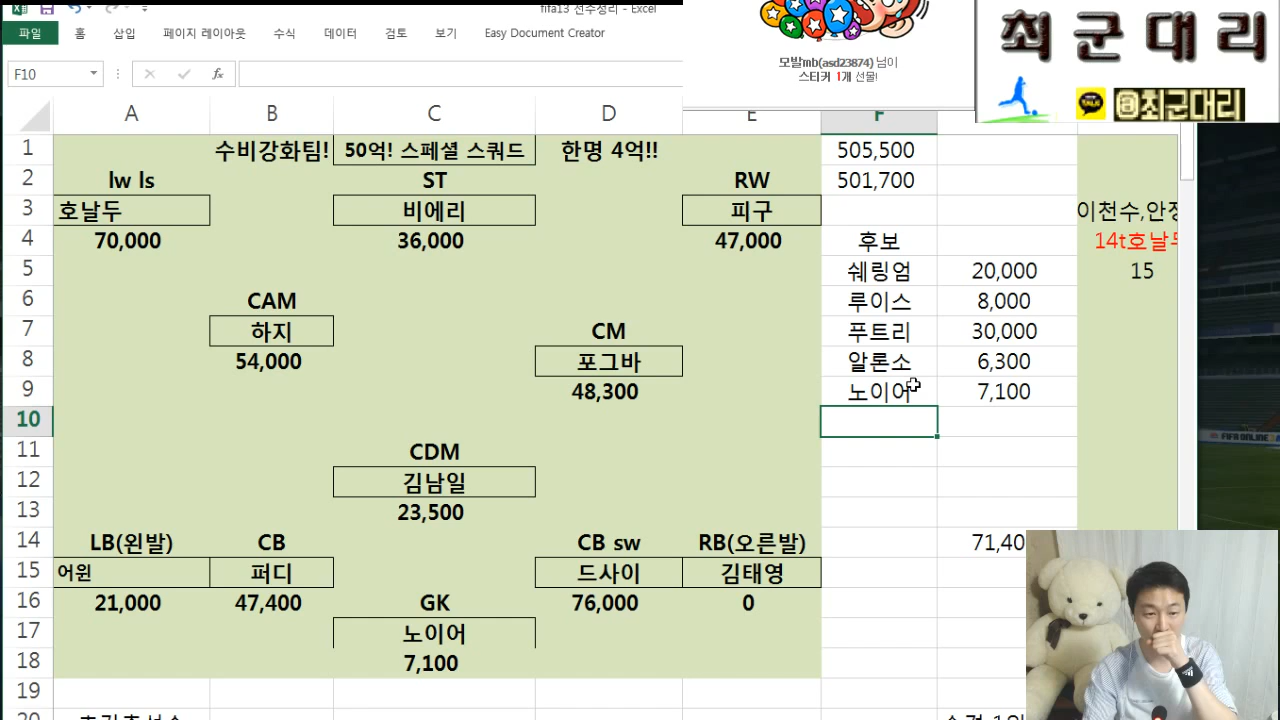 fifa13 선수정리 - Excel
파일 홈 삽입 페이지 레이아웃 수식 데이터 검토 보기 Easy Document Creator
F10 fx
모발mb(asd23874) 님이
스티커 1개 선물!
최군대리
TALK @최군대리
A B C D E F
1 수비강화팀! 50억! 스페셜 스쿼드 한명 4억!! 505,500
2 lw ls ST RW 501,700
3 호날두 비에리 피구 이천수,안정
4 70,000 36,000 47,000 후보 14t호날두
5 쉐링엄 20,000 15
6 CAM 루이스 8,000
7 하지 CM 푸트리 30,000
8 54,000 포그바 알론소 6,300
9 48,300 노이어 7,100
10
11 CDM
12 김남일
13 23,500
14 LB(왼발) CB CB sw RB(오른발) 71,40
15 어윈 퍼디 드사이 김태영
16 21,000 47,400 GK 76,000 0
17 노이어
18 7,100
19
FIFA ONLINE